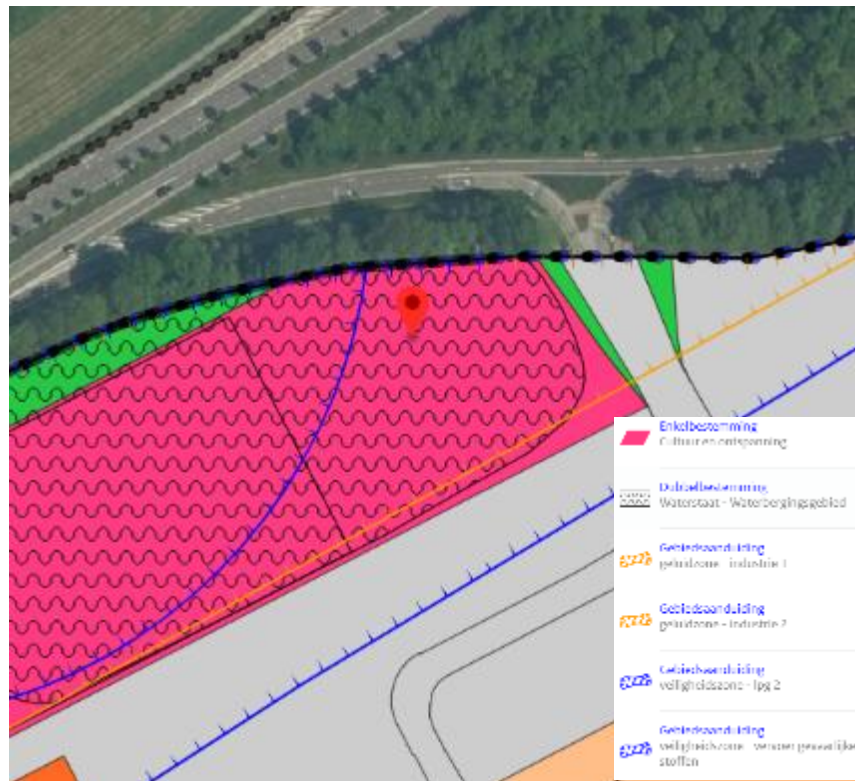 Enkelbestemming
Cultuur en ontspanning
Dubbelbestemming
Waterstaat - Waterbergingsgebied
Gebiedsaanduiding
geluidzone - industrie 1
Gebiedsaanduiding
geluidzone - industrie 2
Gebiedsaanduiding
veiligheidszone - lpg 2
Gebiedsaanduiding
veiligheidszone - vervoer gevaarlijke
stoffen